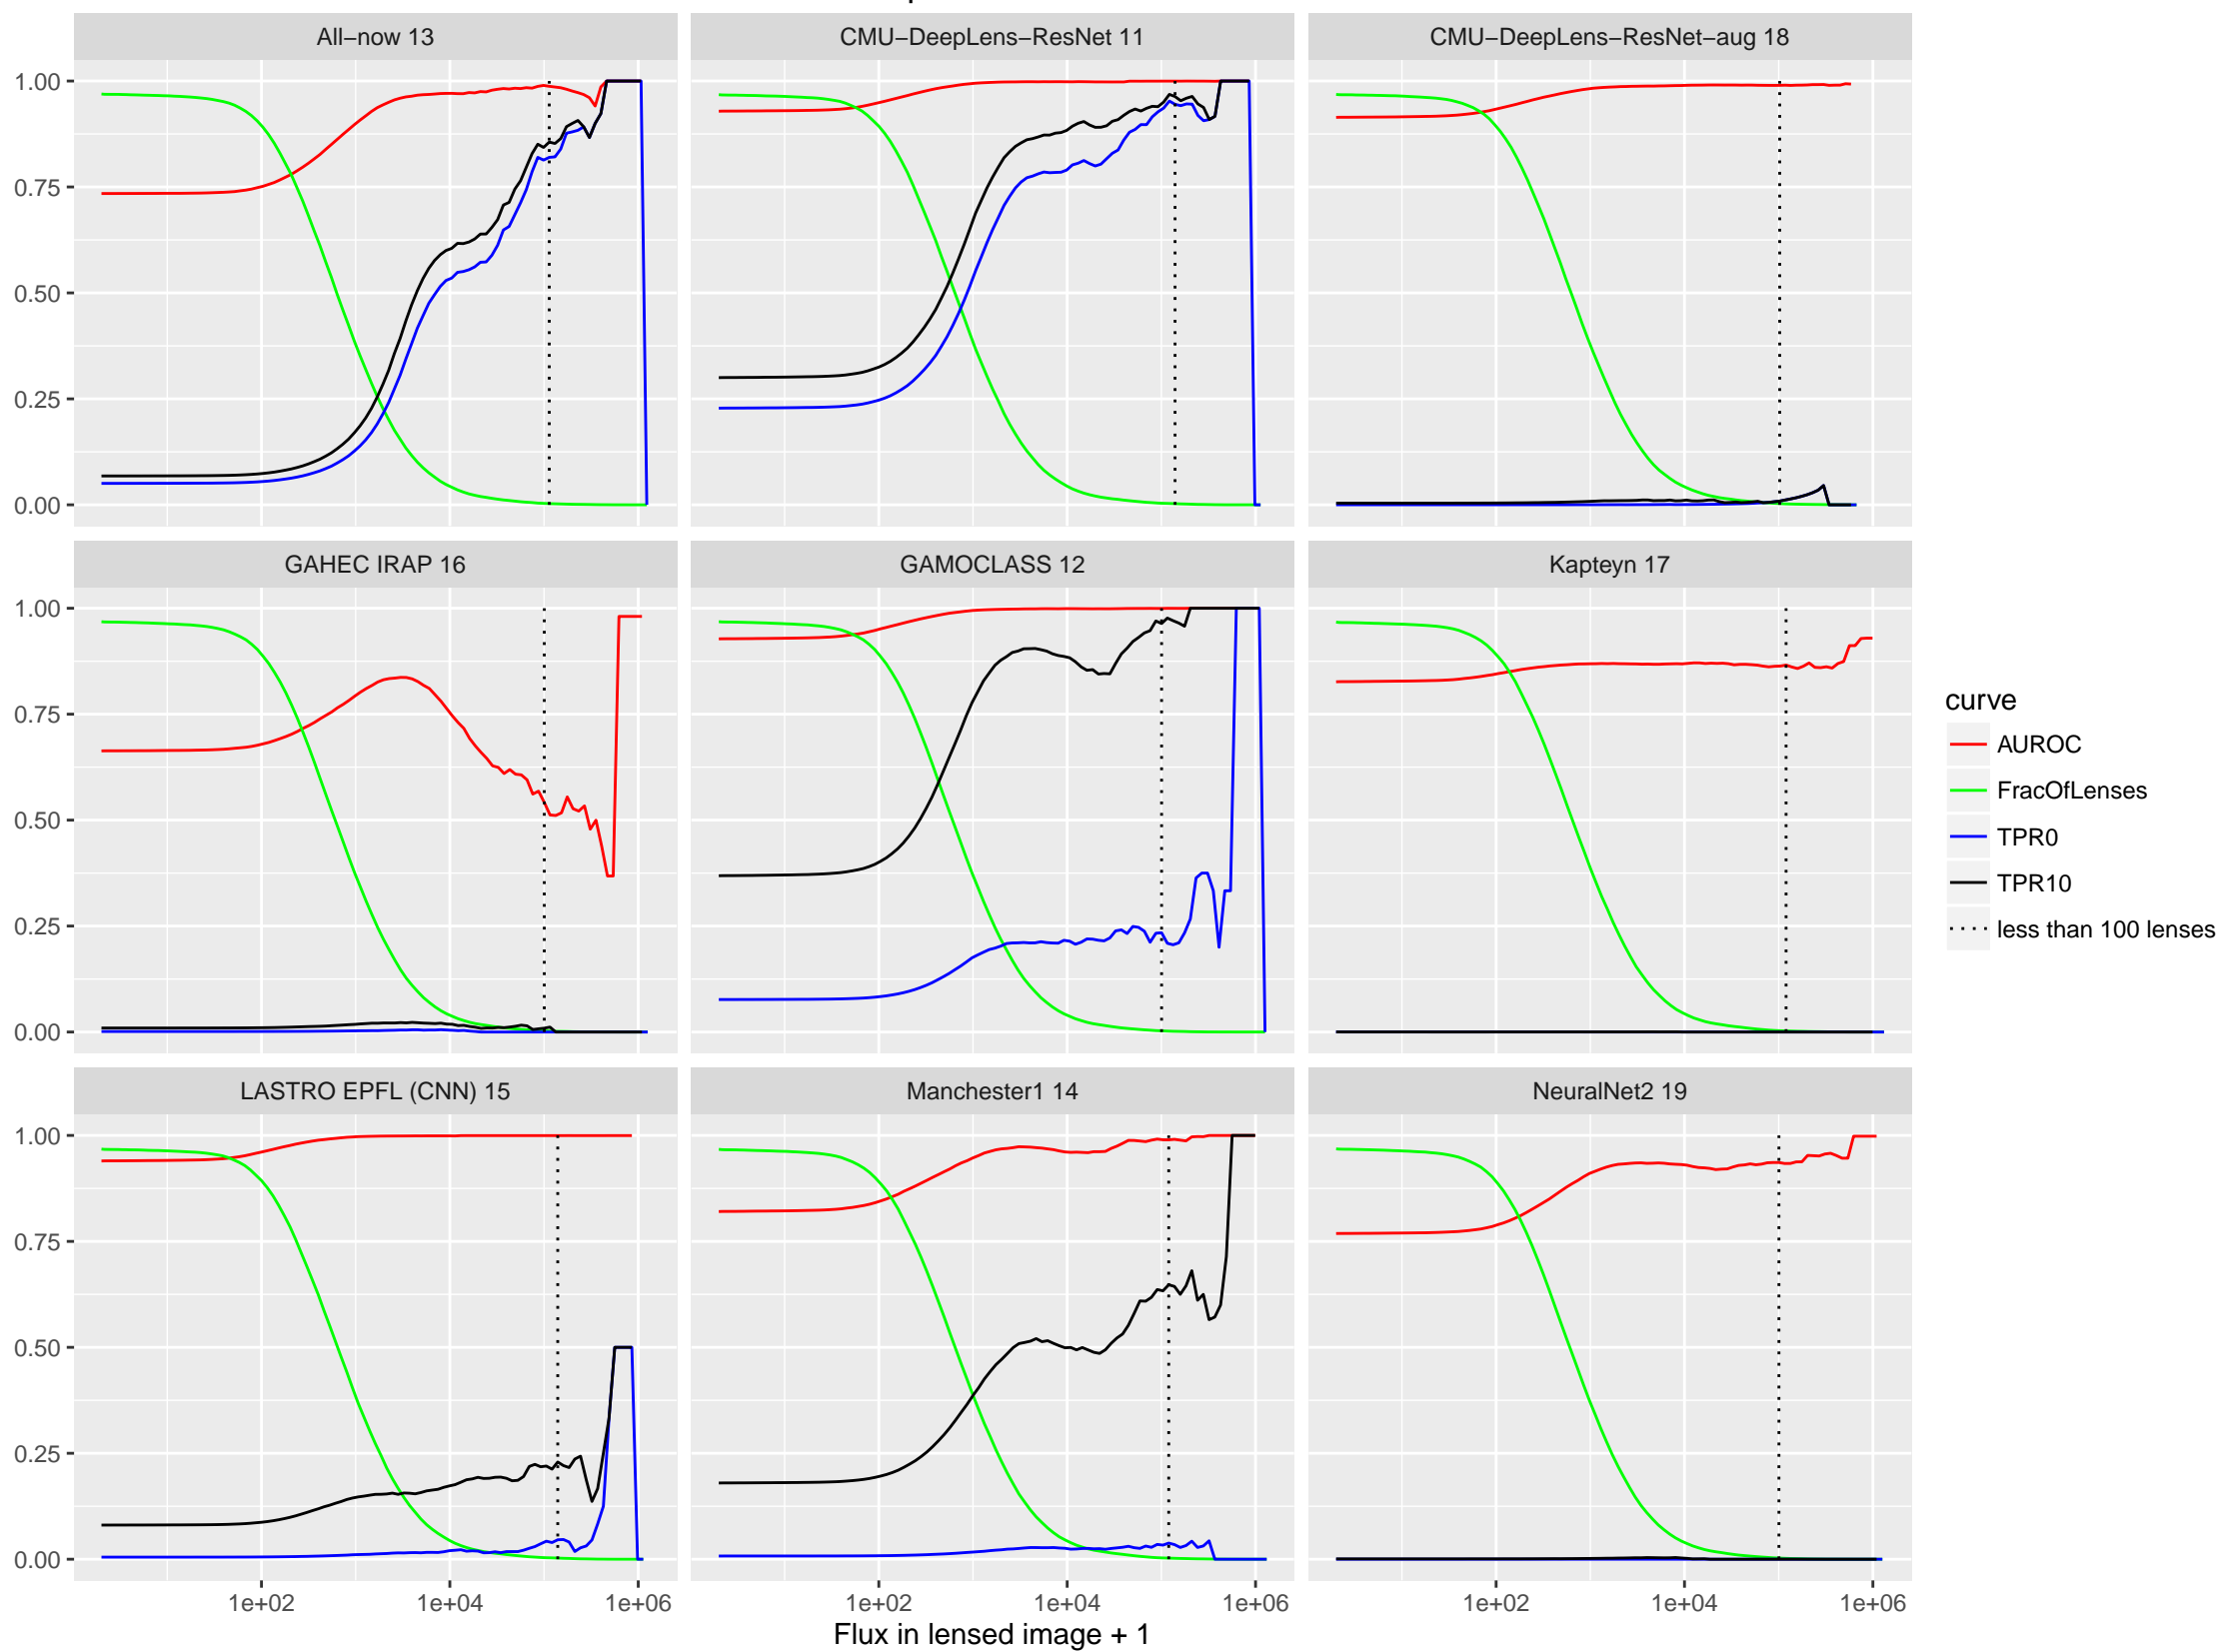 All−now 13
CMU−DeepLens−ResNet 11
CMU−DeepLens−ResNet−aug 18
1.00
0.75
0.50
0.25
0.00
GAHEC IRAP 16
GAMOCLASS 12
Kapteyn 17
1.00
0.75
0.50
0.25
0.00
LASTRO EPFL (CNN) 15
Manchester1 14
NeuralNet2 19
1.00
0.75
0.50
0.25
0.00
1e+02 1e+04 1e+06
1e+02 1e+04 1e+06
1e+02 1e+04 1e+06
Flux in lensed image + 1
curve
AUROC
FracOfLenses
TPR0
TPR10
less than 100 lenses